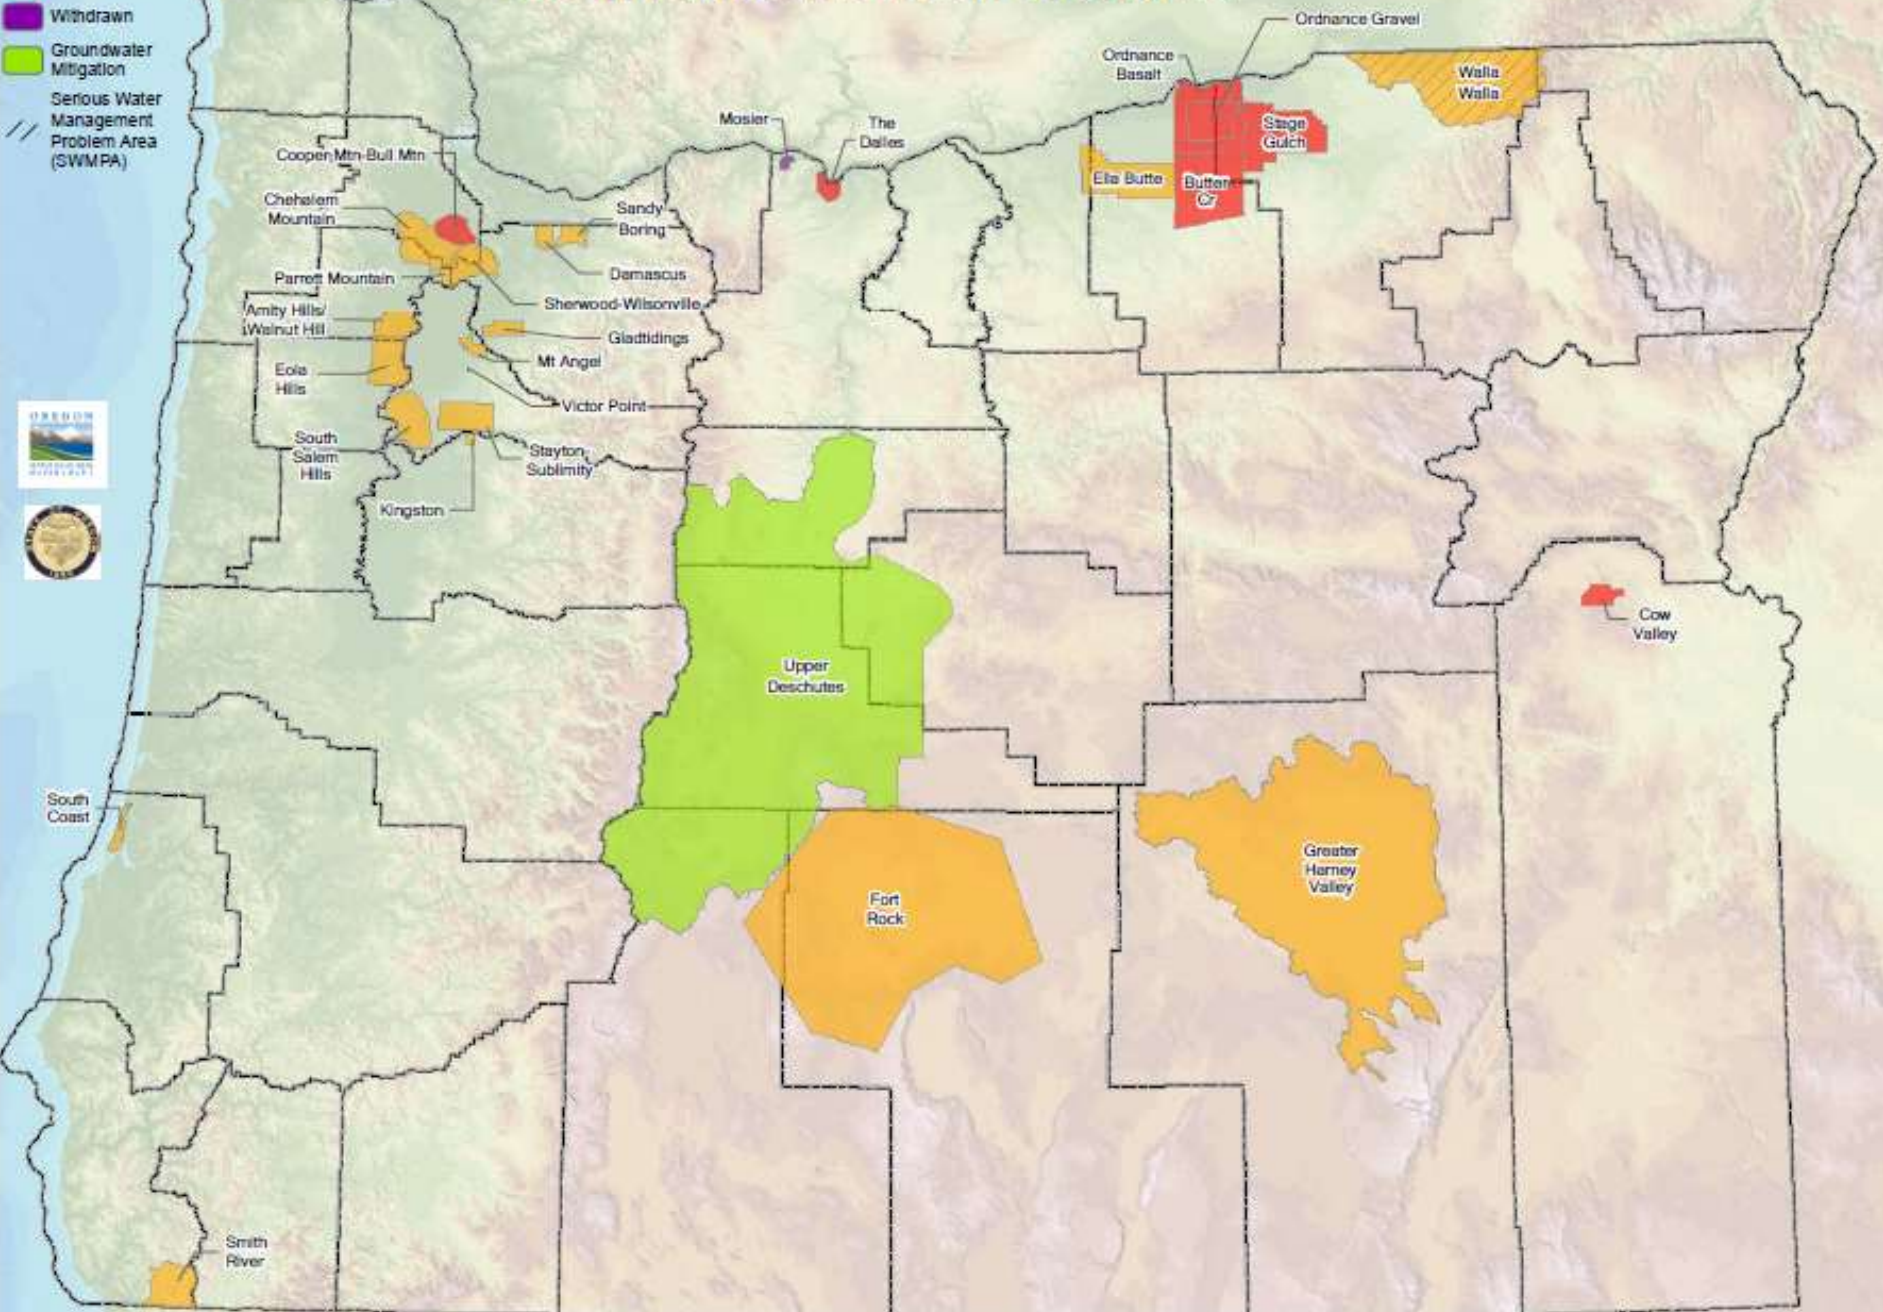 Withdrawn
Groundwater
Mitigation
Serious Water
Management
Problem Area
(SWMPA)
Ordnance Gravel
Ordnance
Basalt
Walla
Walla
Mosier
The
Dalles
Stage
Gulch
Cooper Mtn-Bull Mtn
Ella Butte
Butter
Cr
Chehalem
Mountain
Sandy
Boring
Parrett Mountain
Damascus
Sherwood-Wilsonville
Amity Hills/
Walnut Hill
Gladtidings
Mt Angel
Eola
Hills
Victor Point
South
Salem
Hills
Stayton
Sublimity
Kingston
OREGON
Cow
Valley
Upper
Deschutes
South
Coast
Greater
Harney
Valley
Fort
Rock
Smith
River